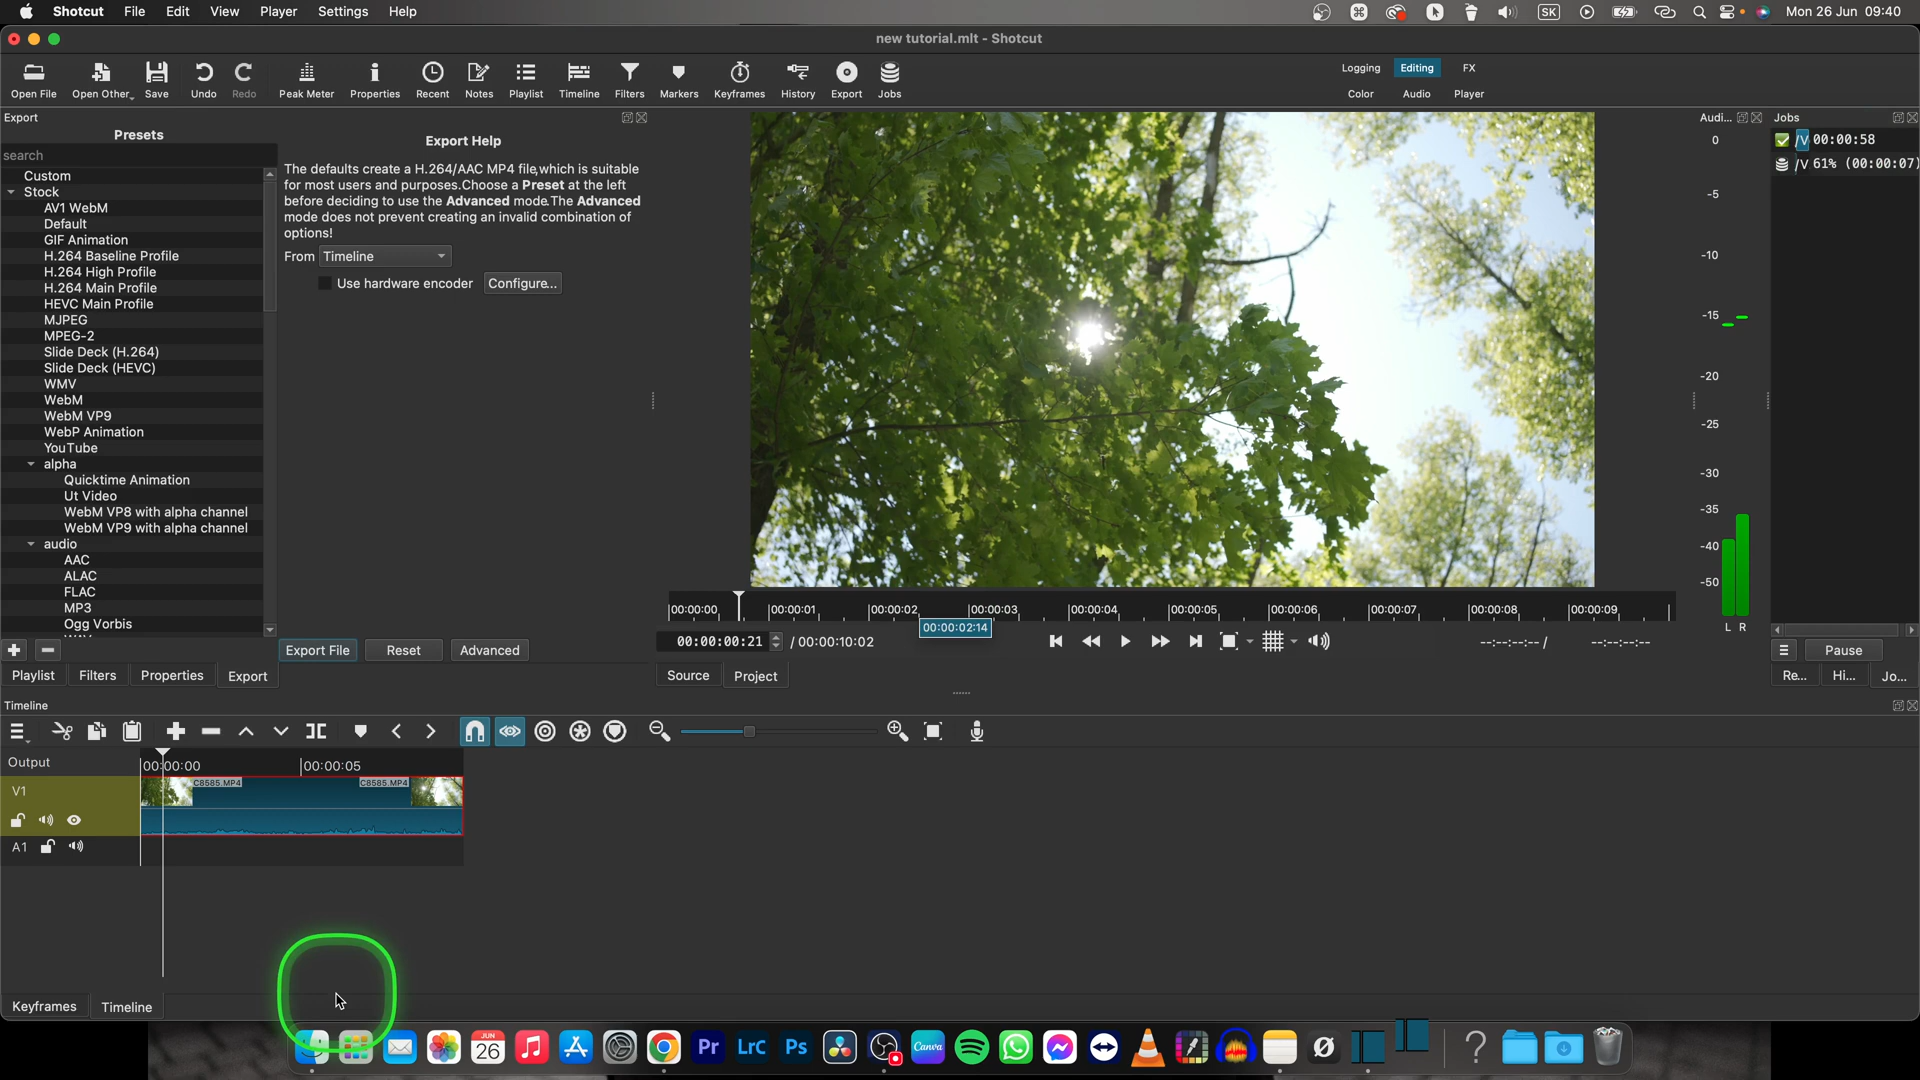 Shotcut File Edit View Player Settings Help SK Mon 26 Jun 09:40
new tutorial.mlt - Shotcut
Open File Open Other... Save Undo Redo Peak Meter Properties Recent Notes Playlist Timeline Filters Markers Keyframes History Export Jobs
Logging Editing FX
Color Audio Player
Export
Presets
search
Custom
Stock
AV1 WebM
Default
GIF Animation
H.264 Baseline Profile
H.264 High Profile
H.264 Main Profile
HEVC Main Profile
MJPEG
MPEG-2
Slide Deck (H.264)
Slide Deck (HEVC)
WMV
WebM
WebM VP9
WebP Animation
YouTube
alpha
Quicktime Animation
Ut Video
WebM VP8 with alpha channel
WebM VP9 with alpha channel
audio
AAC
ALAC
FLAC
MP3
Ogg Vorbis
Export Help
The defaults create a H.264/AAC MP4 file,which is suitable
for most users and purposes.Choose a Preset at the left
before deciding to use the Advanced mode.The Advanced
mode does not prevent creating an invalid combination of
options!
From Timeline
Use hardware encoder Configure...
Export File Reset Advanced
Playlist Filters Properties Export
00:00:00 00:00:01 00:00:02 00:00:03 00:00:04 00:00:05 00:00:06 00:00:07 00:00:08 00:00:09
00:00:02:14
00:00:00:21 / 00:00:10:02 --:--:--:-- / --:--:--:--
Source Project
Audi...
0
-5
-10
-15
-20
-25
-30
-35
-40
-50
L R
Jobs
/V 00:00:58
/V 61% (00:00:07)
Pause
Re... Hi... Jo...
Timeline
Output 00:00:00 00:00:05
V1 C8585.MP4 C8585.MP4
A1
Keyframes Timeline
JUN
26
Pr LrC Ps Canva